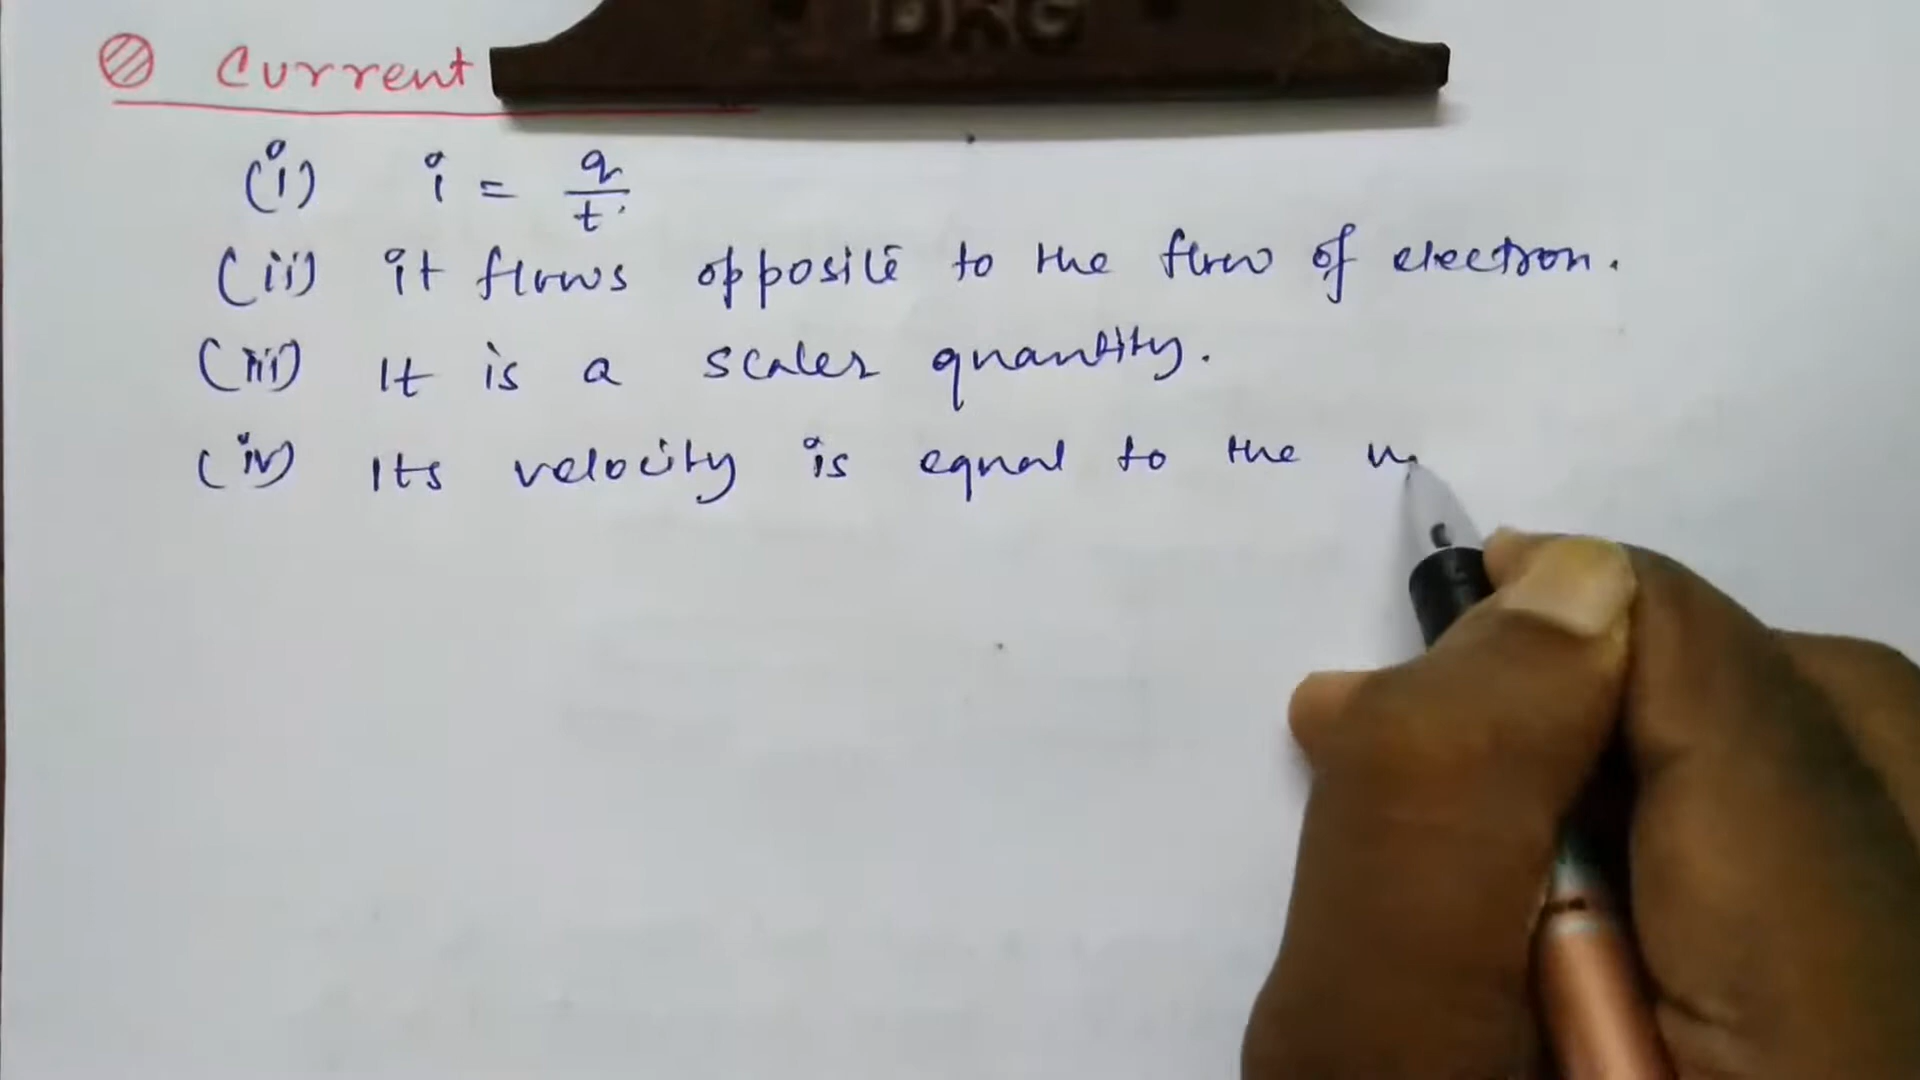 Current
(i) i = q/t
(ii) it flows opposite to the flow of electron.
(iii) It is a scaler quantity.
(iv) Its velocity is equal to the